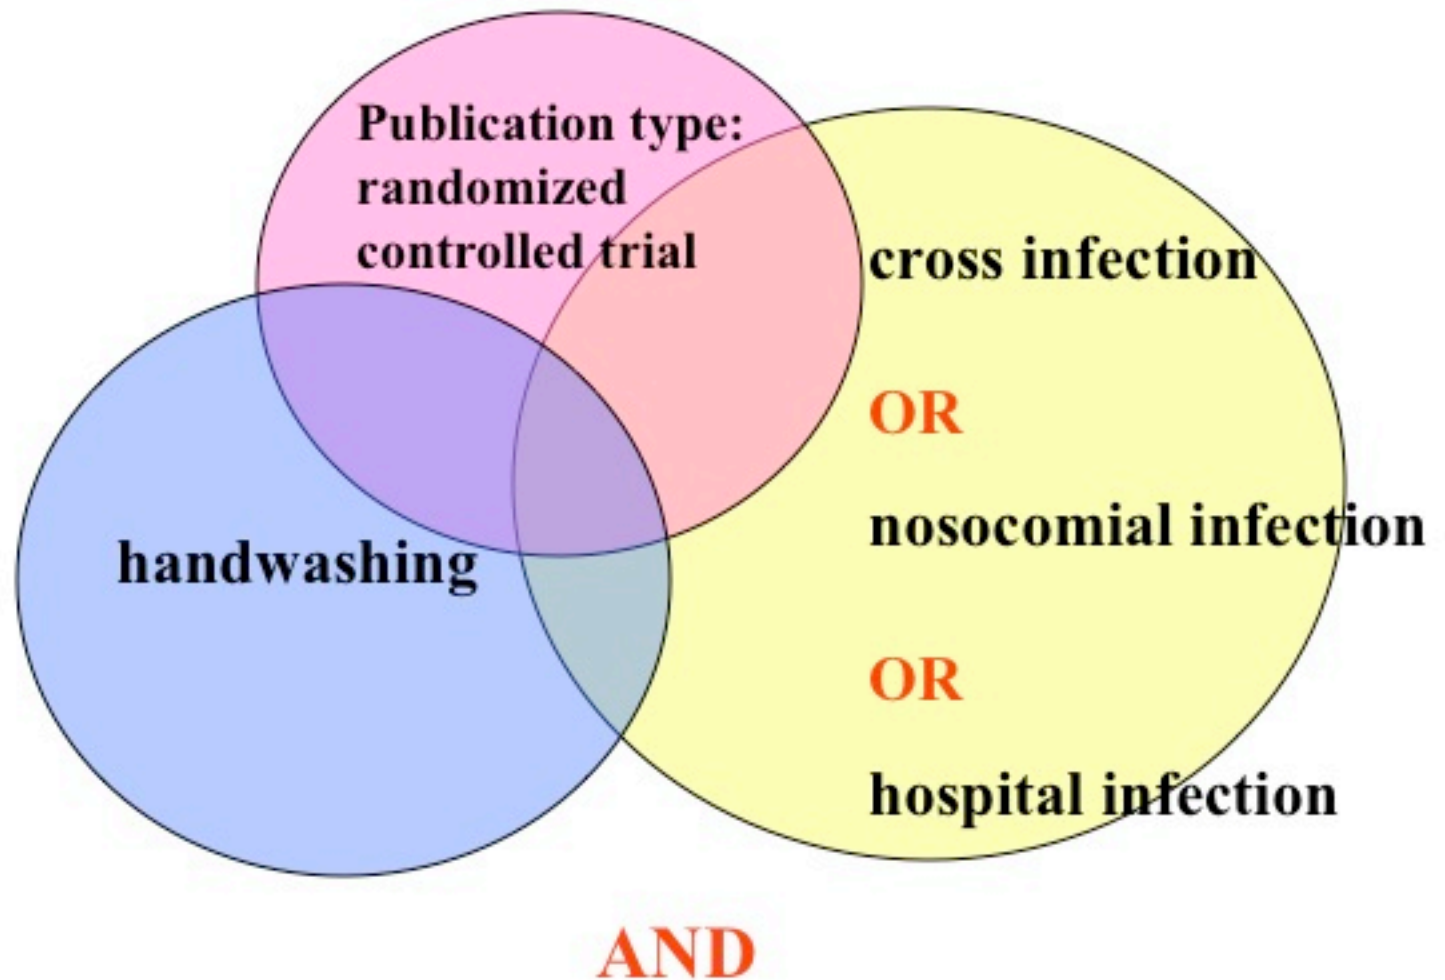 Publication type:
randomized
controlled trial
cross infection
OR
nosocomial infection
handwashing
OR
hospital infection
AND